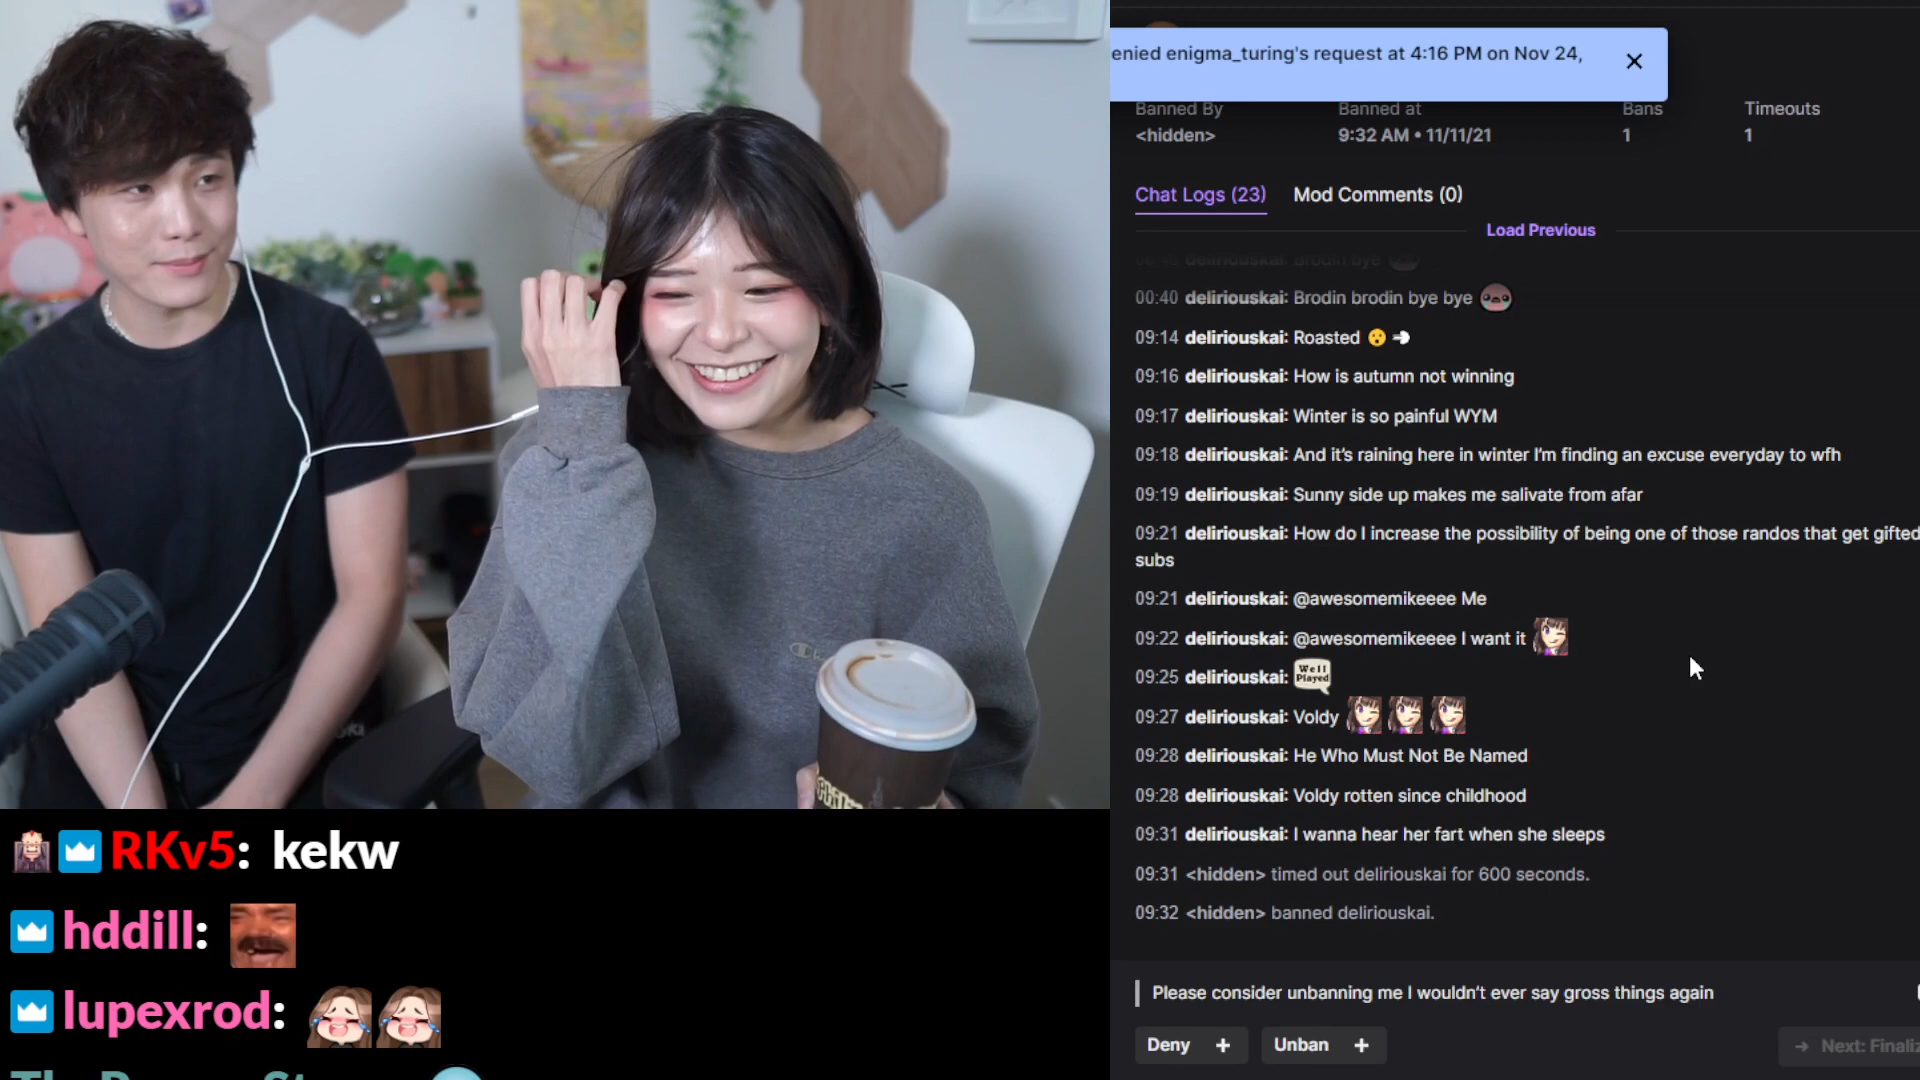 enied enigma_turing's request at 4:16 PM on Nov 24,
Banned By
<hidden>
Banned at
9:32 AM • 11/11/21
Bans
1
Timeouts
1
Chat Logs (23)
Mod Comments (0)
Load Previous
deliriouskai: Brodin bye
00:40 deliriouskai: Brodin brodin bye bye
09:14 deliriouskai: Roasted 😮💨
09:16 deliriouskai: How is autumn not winning
09:17 deliriouskai: Winter is so painful WYM
09:18 deliriouskai: And it's raining here in winter I'm finding an excuse everyday to wfh
09:19 deliriouskai: Sunny side up makes me salivate from afar
09:21 deliriouskai: How do I increase the possibility of being one of those randos that get gifted
subs
09:21 deliriouskai: @awesomemikeeee Me
09:22 deliriouskai: @awesomemikeeee I want it
09:25 deliriouskai: Well
Played
09:27 deliriouskai: Voldy
09:28 deliriouskai: He Who Must Not Be Named
09:28 deliriouskai: Voldy rotten since childhood
09:31 deliriouskai: I wanna hear her fart when she sleeps
09:31 <hidden> timed out deliriouskai for 600 seconds.
09:32 <hidden> banned deliriouskai.
Please consider unbanning me I wouldn't ever say gross things again
Deny +
Unban +
→ Next: Finaliz
RKv5: kekw
hddill:
lupexrod: